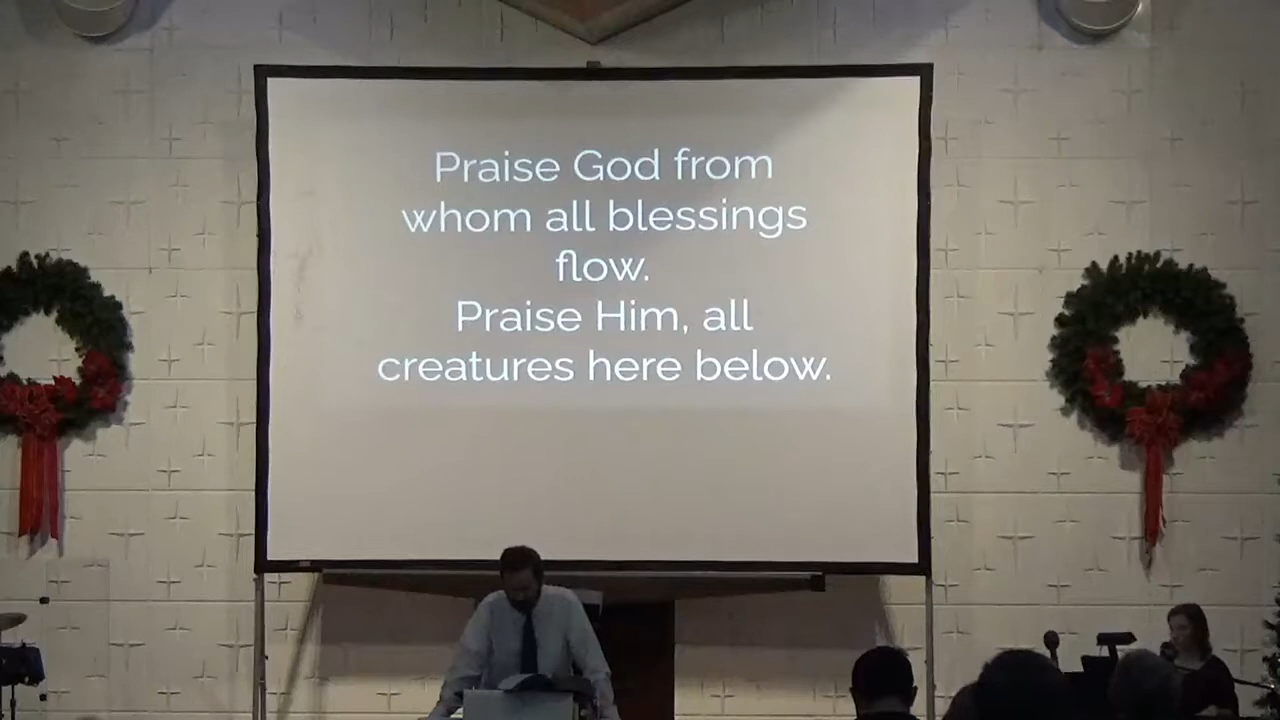 Praise God from
whom all blessings
flow.
Praise Him, all
creatures here below.